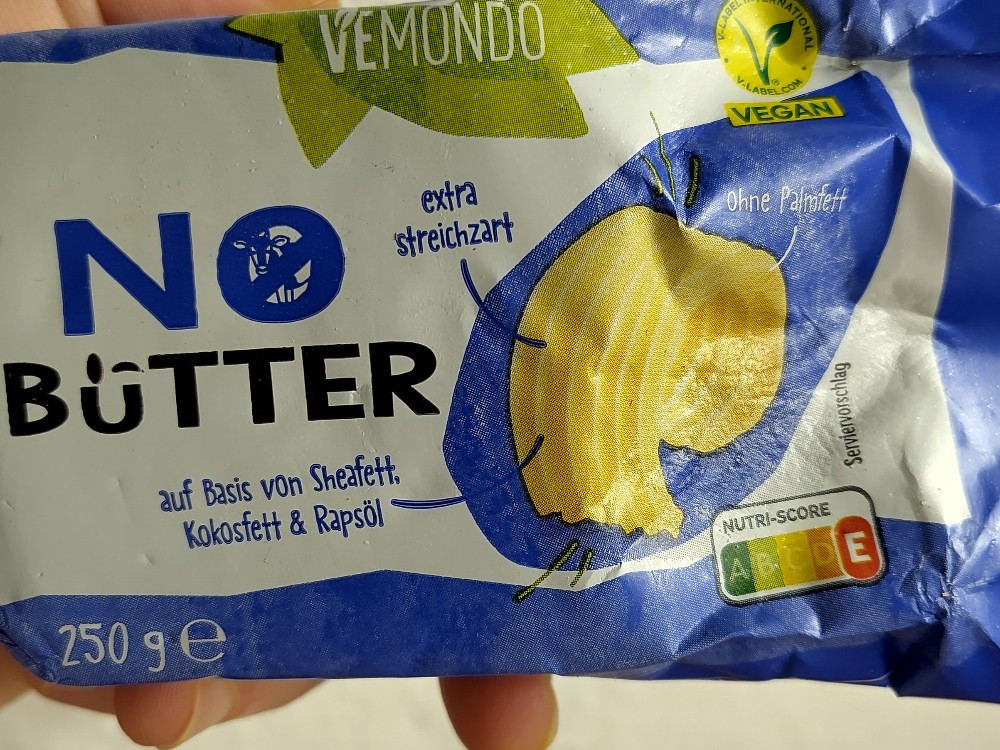 VEMONDO
V-LABEL INTERNATIONAL
V-LABEL.COM
®
VEGAN
extra
streichzart
Ohne Palmfett
NO
BUTTER
auf Basis von Sheafett,
Kokosfett & Rapsöl
Serviervorschlag
NUTRI-SCORE
A B C D E
250 g ℮